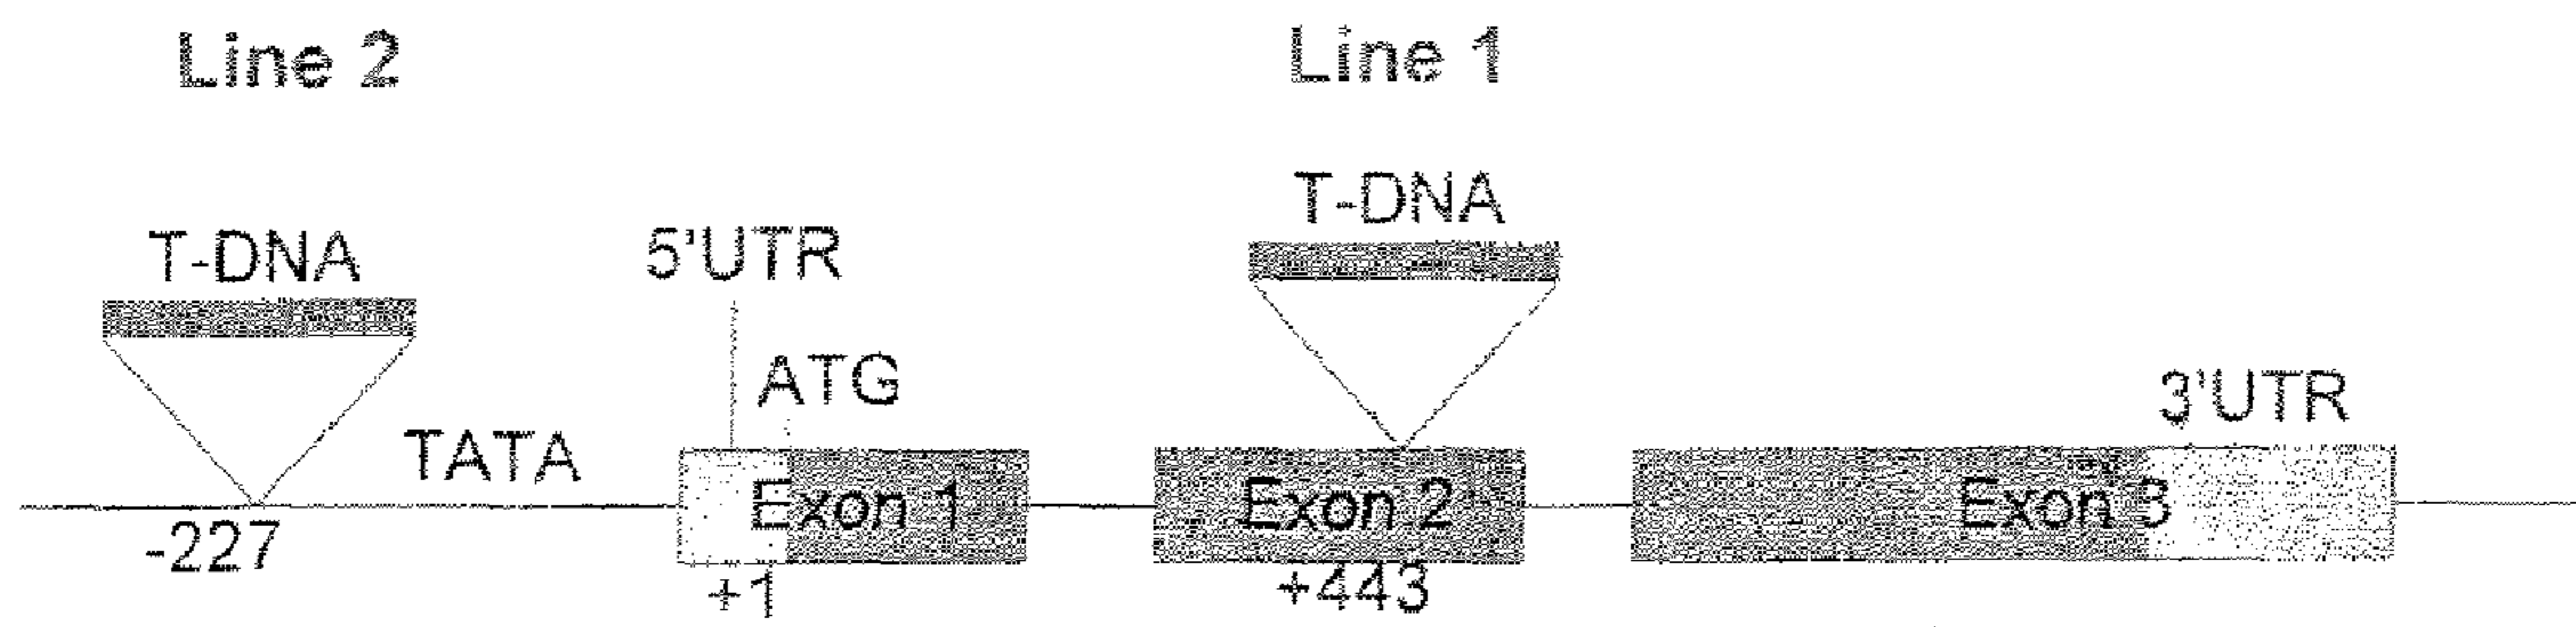 Line 2
Line 1
T-DNA
5'UTR
T-DNA
ATG
3'UTR
TATA
Exon 1
Exon 2
Exon 3
-227
+1
+443